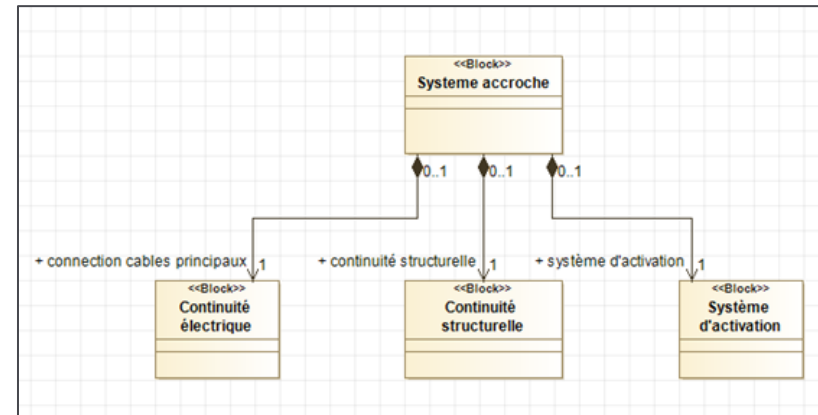 <<Block>>
Systeme accroche
0..1
0..1
0..1
+ connection cables principaux
1
+ continuité structurelle
1
+ système d'activation
1
<<Block>>
Continuité
électrique
<<Block>>
Continuité
structurelle
<<Block>>
Système
d'activation